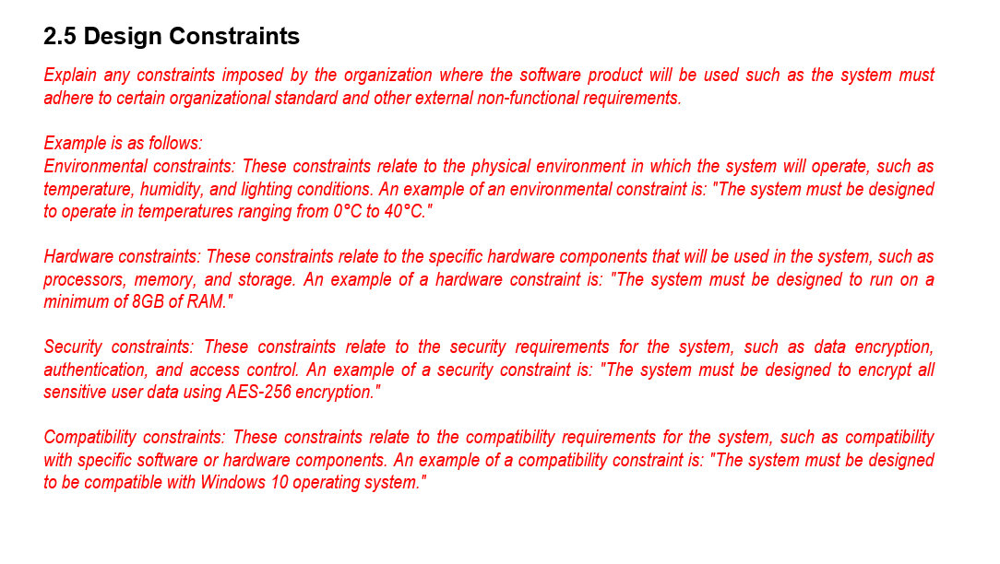 2.5 Design Constraints
Explain any constraints imposed by the organization where the software product will be used such as the system must
adhere to certain organizational standard and other external non-functional requirements.
Example is as follows:
Environmental constraints: These constraints relate to the physical environment in which the system will operate, such as
temperature, humidity, and lighting conditions. An example of an environmental constraint is: "The system must be designed
to operate in temperatures ranging from 0°C to 40°C."
Hardware constraints: These constraints relate to the specific hardware components that will be used in the system, such as
processors, memory, and storage. An example of a hardware constraint is: "The system must be designed to run on a
minimum of 8GB of RAM."
Security constraints: These constraints relate to the security requirements for the system, such as data encryption,
authentication, and access control. An example of a security constraint is: "The system must be designed to encrypt all
sensitive user data using AES-256 encryption."
Compatibility constraints: These constraints relate to the compatibility requirements for the system, such as compatibility
with specific software or hardware components. An example of a compatibility constraint is: "The system must be designed
to be compatible with Windows 10 operating system."